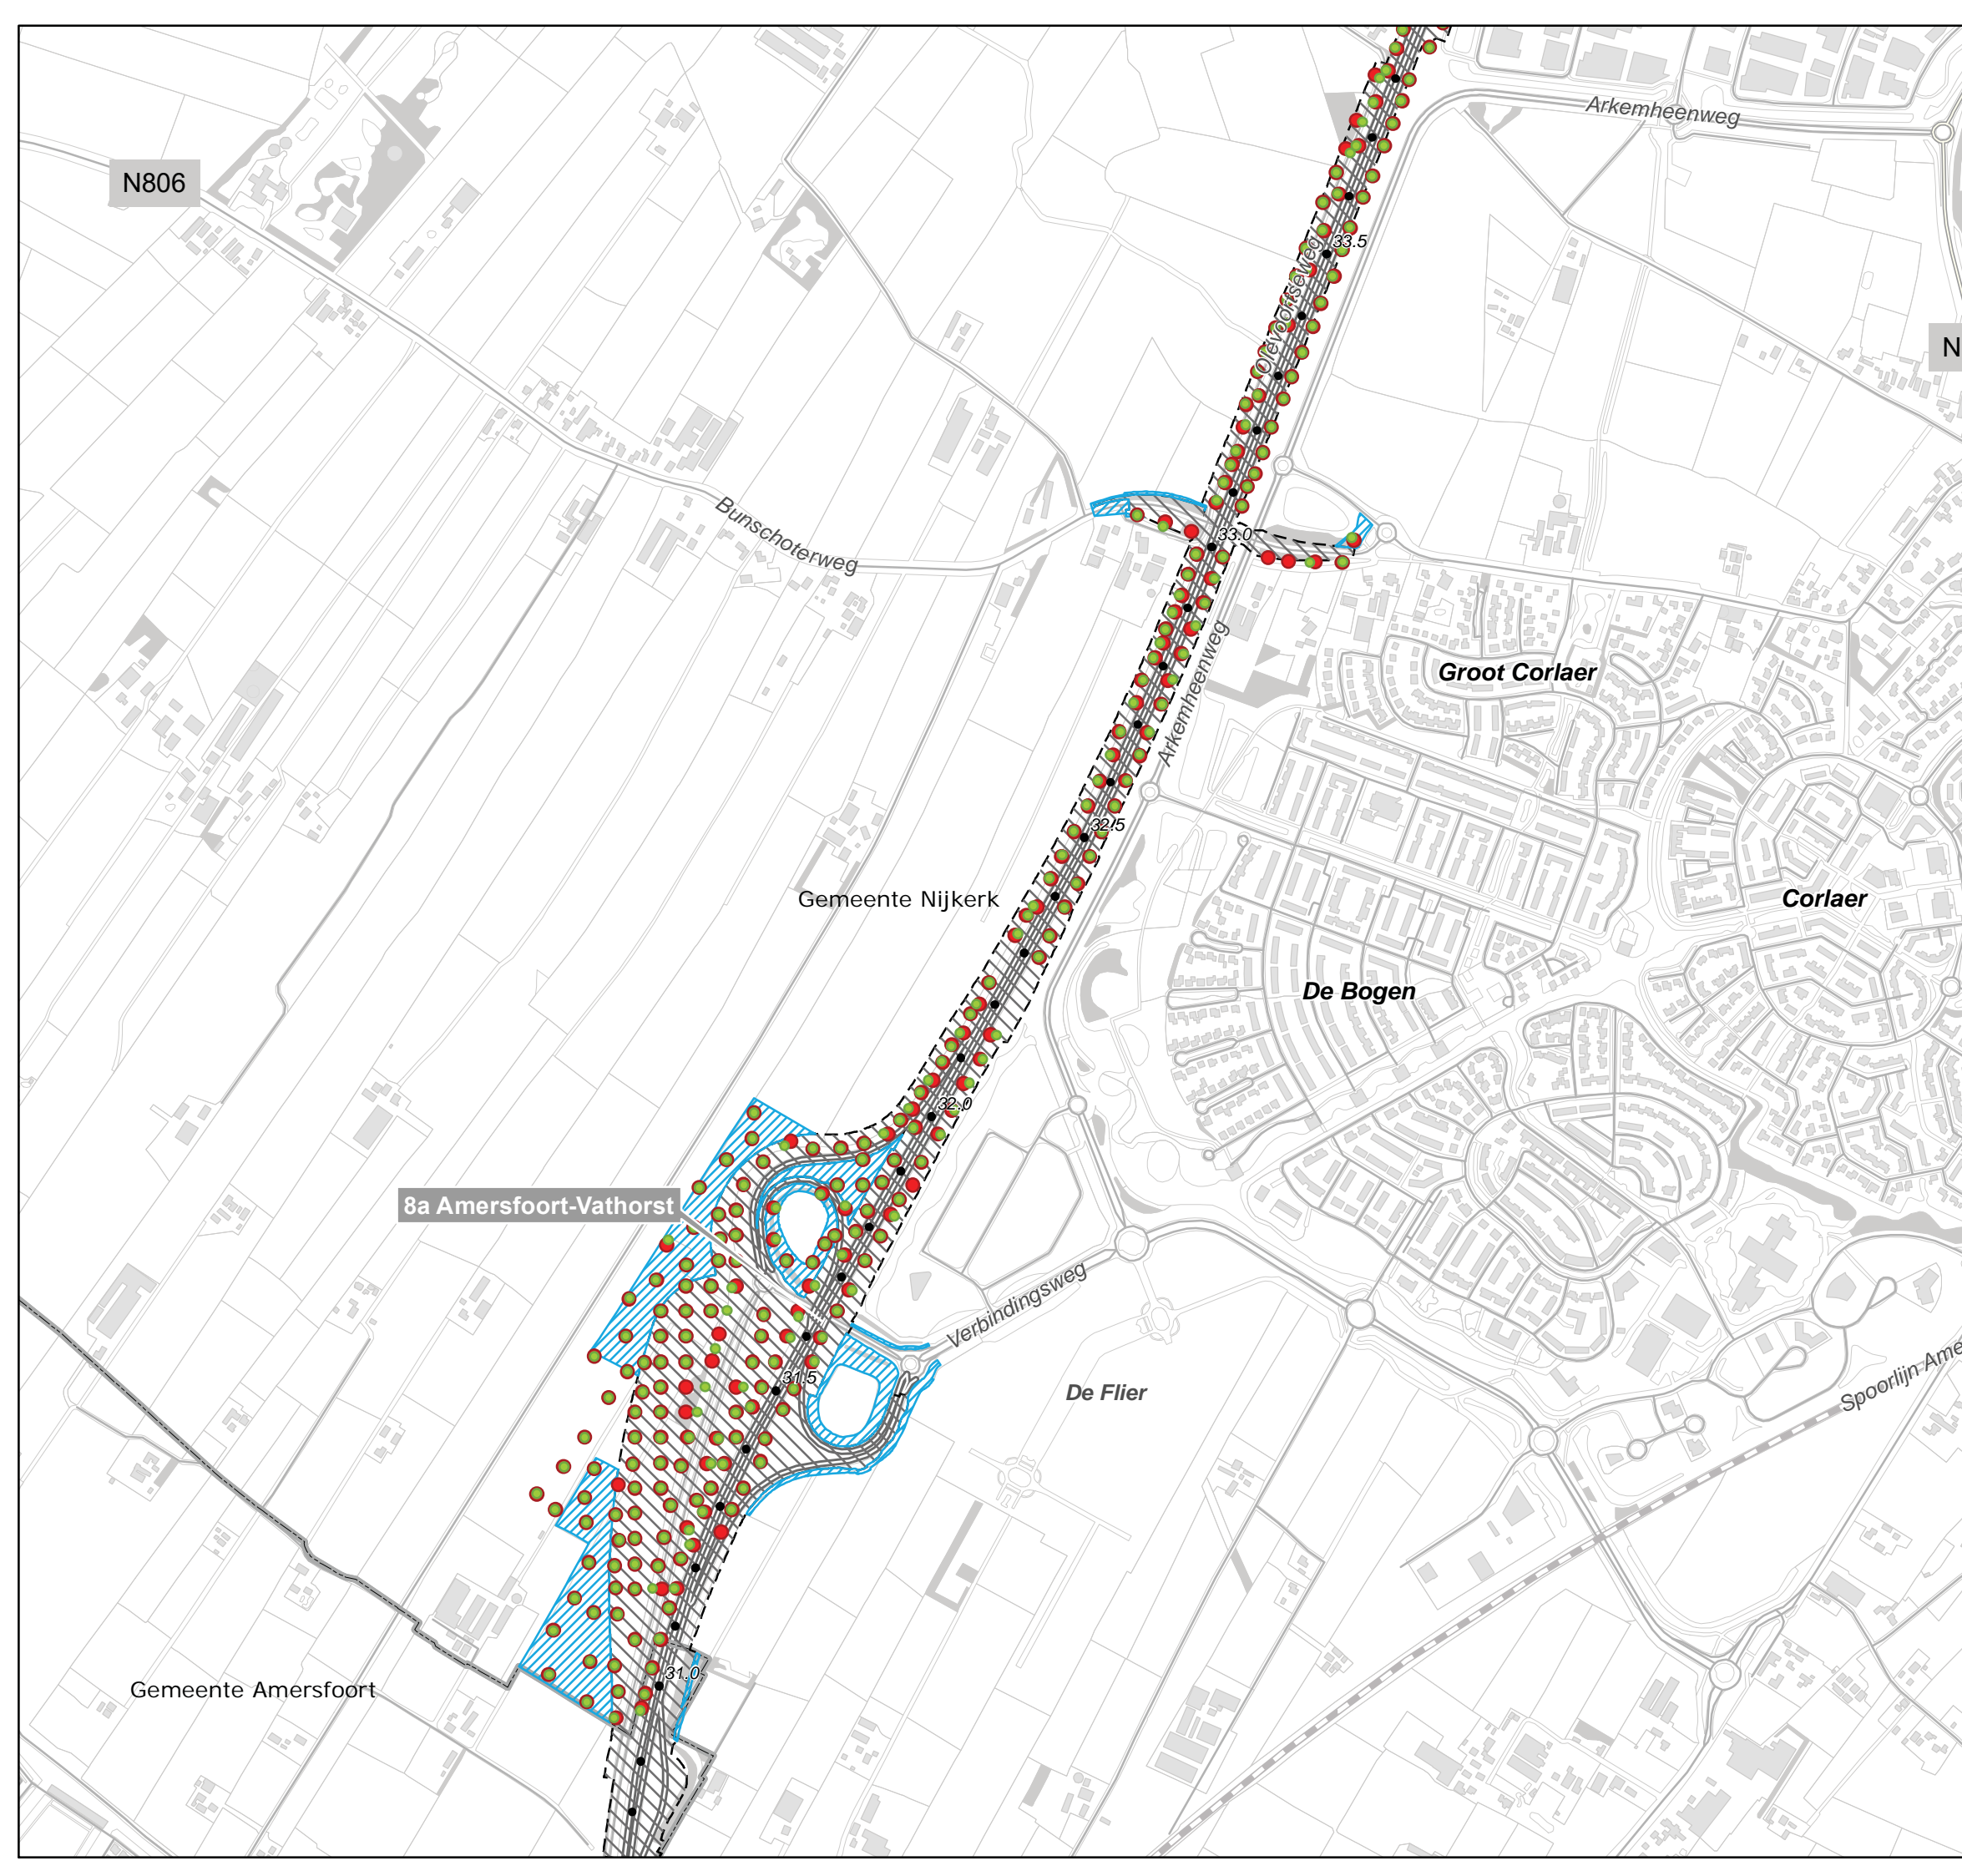 Arkemheenweg
N806
33.5
Olevoortseweg
N
Bunschoterweg
33.0
Groot Corlaer
Arkemheenweg
32.5
Gemeente Nijkerk
Corlaer
De Bogen
32.0
8a Amersfoort-Vathorst
Verbindingsweg
31.5
De Flier
Spoorlijn Ame
31.0
Gemeente Amersfoort